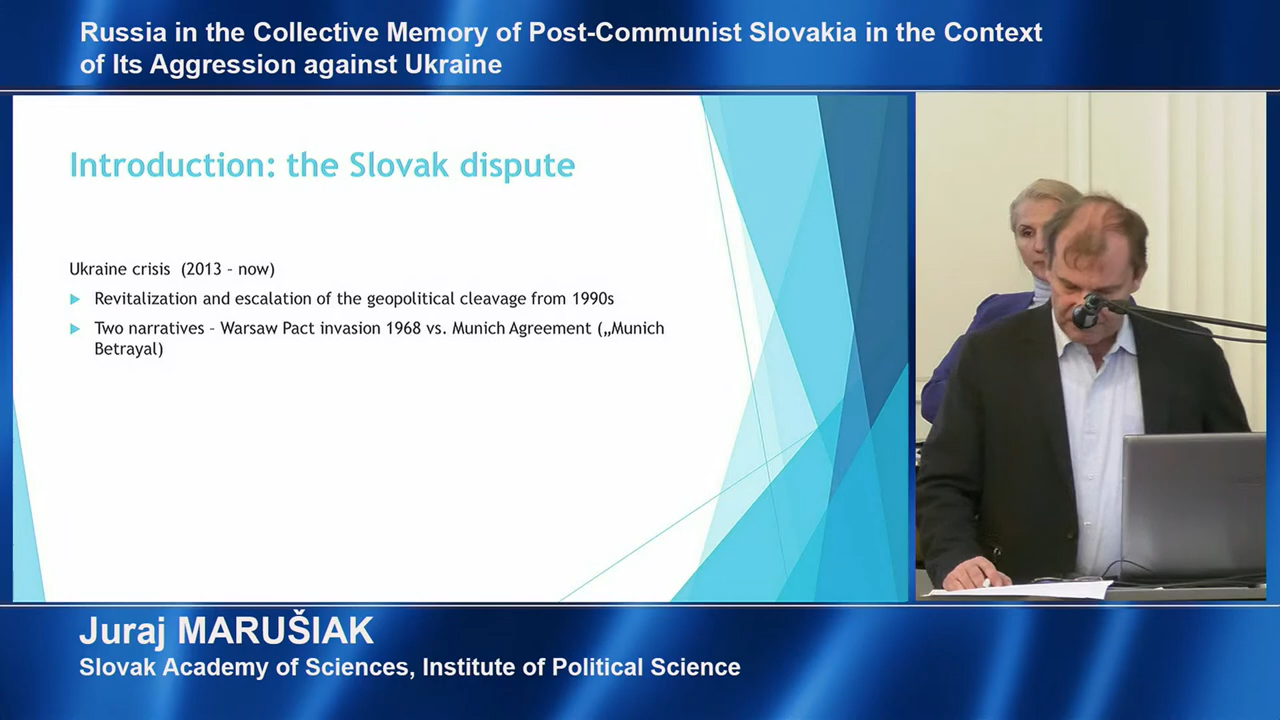 Russia in the Collective Memory of Post-Communist Slovakia in the Context
of Its Aggression against Ukraine
Introduction: the Slovak dispute
Ukraine crisis (2013 - now)
Revitalization and escalation of the geopolitical cleavage from 1990s
Two narratives - Warsaw Pact invasion 1968 vs. Munich Agreement („Munich
Betrayal)
Juraj MARUŠIAK
Slovak Academy of Sciences, Institute of Political Science